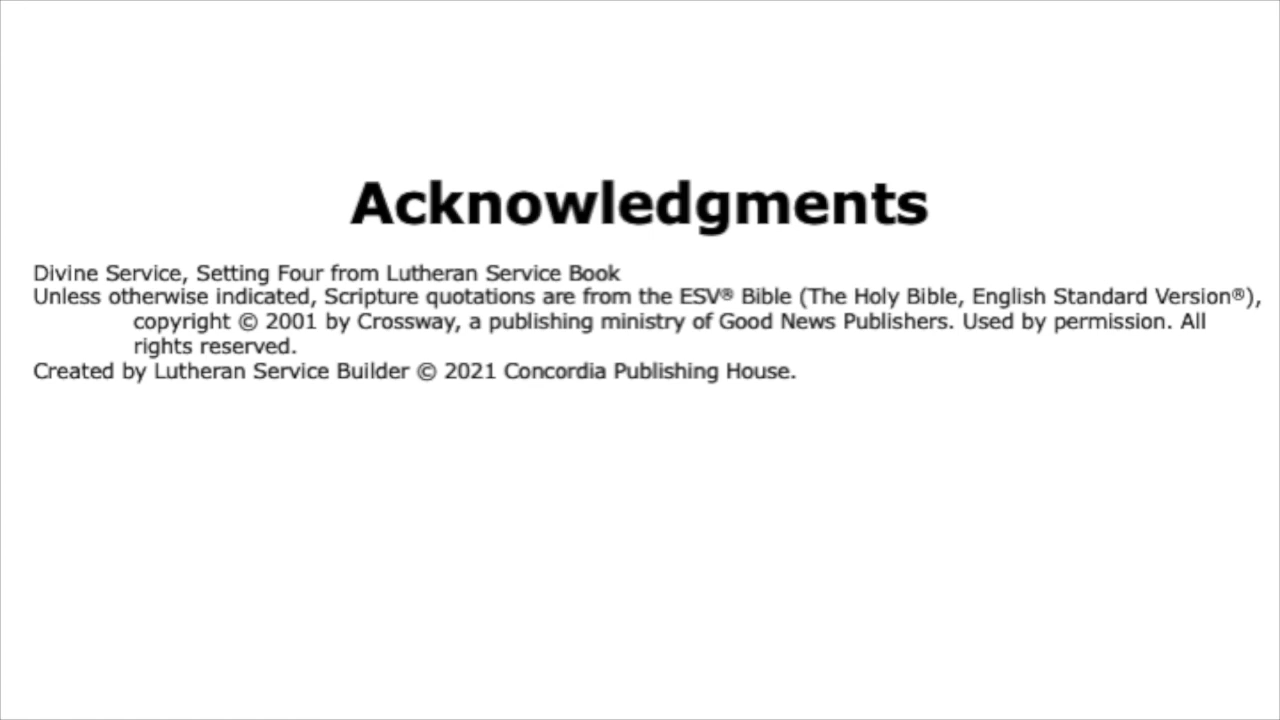 Acknowledgments
Divine Service, Setting Four from Lutheran Service Book
Unless otherwise indicated, Scripture quotations are from the ESV® Bible (The Holy Bible, English Standard Version®),
copyright © 2001 by Crossway, a publishing ministry of Good News Publishers. Used by permission. All
rights reserved.
Created by Lutheran Service Builder © 2021 Concordia Publishing House.